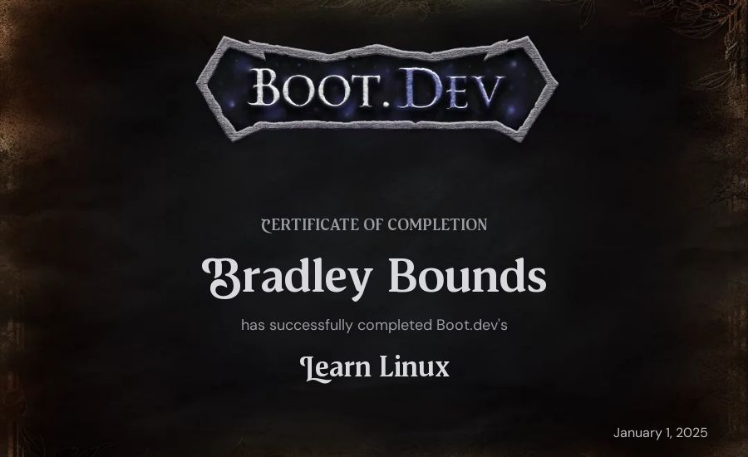 BOOT.DEV
CERTIFICATE OF COMPLETION
Bradley Bounds
has successfully completed Boot.dev's
Learn Linux
January 1, 2025